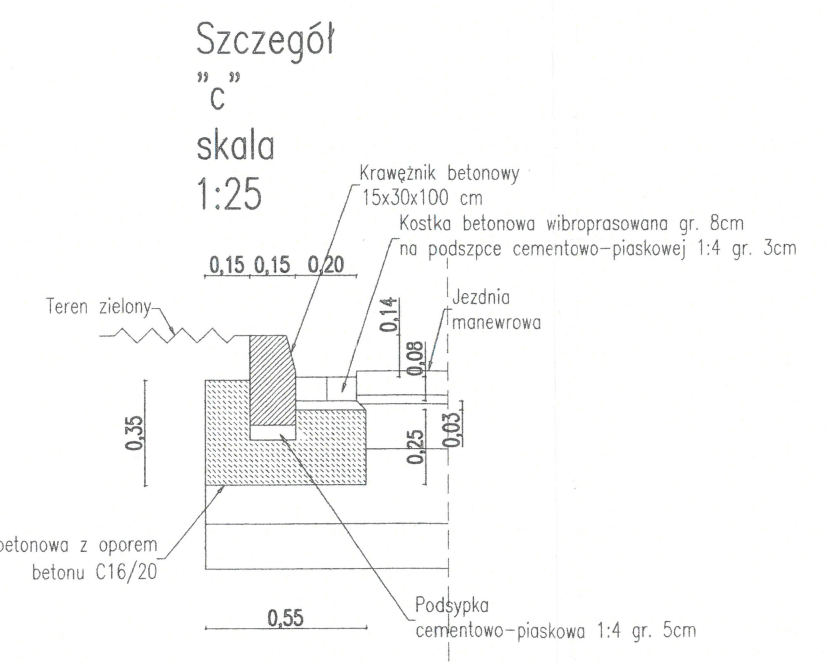 Szczegół
"c"
skala
1:25
Krawężnik betonowy
15x30x100 cm
Kostka betonowa wibroprasowana gr. 8cm
na podszpce cementowo-piaskowej 1:4 gr. 3cm
0,15 0,15 0,20
Teren zielony
0,14
Jezdnia
manewrowa
0,08
0,35
0,25
0,03
betonowa z oporem
betonu C16/20
0,55
Podsypka
cementowo-piaskowa 1:4 gr. 5cm